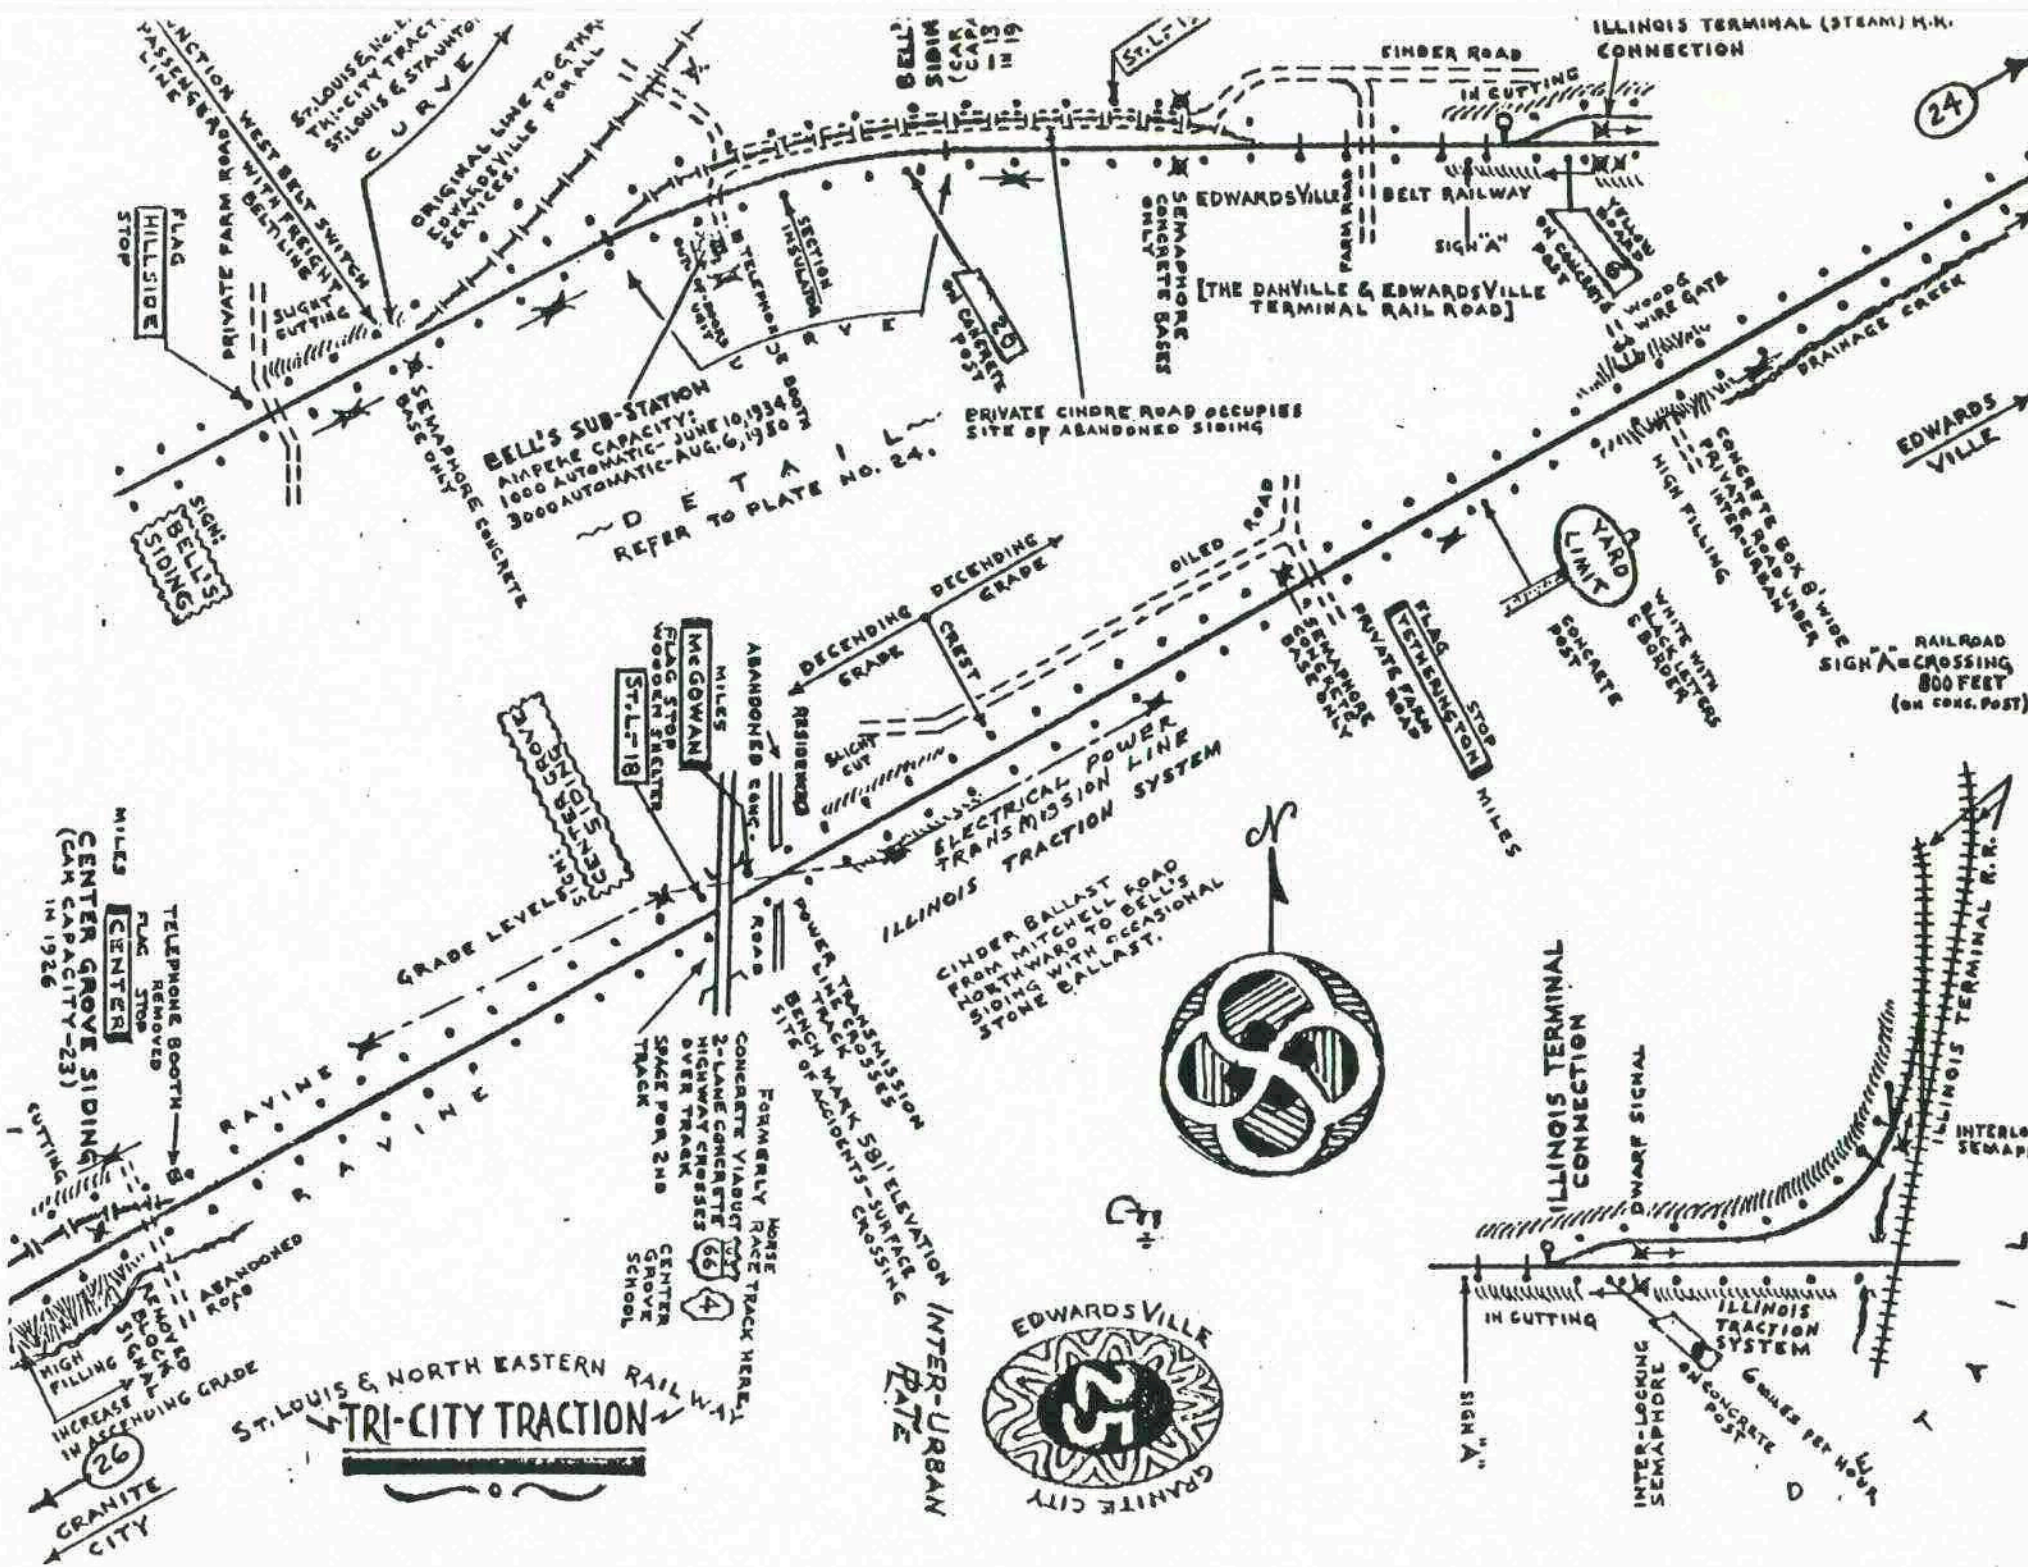 JUNCTION WEST BELT SWITCH
PASSENGER
WITH FREIGHT
LINE
BELT LINE
ST. LOUIS &
TRI-CITY TRACT
ST. LOUIS & STAUNTO
CURVE
ORIGINAL LINE TO
EDWARDSVILLE FOR ALL
SERVICES.
BELL'
SIDIN
(CAR
CAPA
-13
IN 19
ST.L.-1
CINDER ROAD
IN CUTTING
ILLINOIS TERMINAL (STEAM) R.R.
CONNECTION
24
FLAG
HILLSIDE
STOP
PRIVATE FARM ROAD
SLIGHT
CUTTING
SEMAPHORE CONCRETE
BASE ONLY
SIGN:
BELL'S
SIDING
BELL'S SUB-STATION
AMPERE CAPACITY:
1000 AUTOMATIC- JUNE 10, 1934
3000 AUTOMATIC-AUG. 6, 1950
TELEPHONE BOOTH
SECTION
INSULATOR
CURVE
20
ON CONCRETE
POST
~DETAIL~
REFER TO PLATE NO. 24.
PRIVATE CINDRE ROAD OCCUPIES
SITE OF ABANDONED SIDING
SEMAPHORE
CONCRETE BASES
ONLY
EDWARDSVILLE BELT RAILWAY
FARM ROAD
SIGN "A"
[THE DANVILLE & EDWARDSVILLE
TERMINAL RAIL ROAD]
YELLOW
BOARD
6
ON CONCRETE
POST
WOODS
WIRE GATE
DRAINAGE CREEK
EDWARDS
VILLE
CONCRETE BOX 8' WIDE
PRIVATE ROAD UNDER
INTER-URBAN
HIGH FILLING
YARD
LIMIT
WHITE WITH
BLACK LETTERS
& BORDER
CONCRETE
POST
RAILROAD
SIGN "A" = CROSSING
800 FEET
(ON CONC. POST)
FLAG STOP
TETHERINGTON
MILES
PRIVATE FARM
ROAD
SEMAPHORE
CONCRETE
BASE ONLY
OILED ROAD
DECENDING
GRADE
DECENDING
GRADE
CREST
SLIGHT
CUT
RESIDENCE
ABANDONED CONC.
ROAD
MILES
McGOWAN
FLAG STOP
WOODEN SHELTER
ST.L.-18
SIGN:
CENTER GROVE
SIDING
GRADE LEVEL
ELECTRICAL POWER
TRANSMISSION LINE
ILLINOIS TRACTION SYSTEM
CINDER BALLAST
FROM MITCHELL ROAD
NORTHWARD TO BELL'S
SIDING WITH OCCASIONAL
STONE BALLAST.
POWER TRANSMISSION
LINE CROSSES
TRACK
BENCH MARK 581' ELEVATION
SITE OF ACCIDENTS-SURFACE
CROSSING
FORMERLY HORSE
RACE TRACK HERE
CONCRETE VIADUCT
2-LANE CONCRETE
HIGHWAY CROSSES
OVER TRACK
SPACE FOR 2ND
TRACK
66
4
CENTER
GROVE
SCHOOL
N
MILES
CENTER GROVE SIDING
(CAR CAPACITY-23)
IN 1926
CENTER
FLAG STOP
TELEPHONE BOOTH
REMOVED
CUTTING
RAVINE
RAVINE
ABANDONED
ROAD
REMOVED
BLOCK
SIGNAL
HIGH
FILLING
INCREASE
IN ASCENDING GRADE
26
GRANITE
CITY
ST. LOUIS & NORTH EASTERN RAILWAY
TRI-CITY TRACTION
INTER-URBAN
PLATE
EDWARDSVILLE
25
GRANITE CITY
ILLINOIS TERMINAL
CONNECTION
DWARF SIGNAL
ILLINOIS TERMINAL R.R.
INTERLO
SEMAP
IN CUTTING
ILLINOIS
TRACTION
SYSTEM
SIGN "A"
INTER-LOCKING
SEMAPHORE
ON CONCRETE
POST
6 MILES PER HOUR
D E T